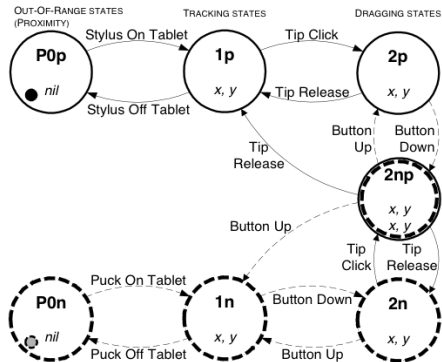 OUT-OF-RANGE STATES
(PROXIMITY)
TRACKING STATES
DRAGGING STATES
P0p
nil
Stylus On Tablet
Stylus Off Tablet
1p
x, y
Tip Click
Tip Release
2p
x, y
Button
Up
Button
Down
Tip
Release
2np
x, y
x, y
Button Up
Tip
Click
Tip
Release
P0n
nil
Puck On Tablet
Puck Off Tablet
1n
x, y
Button Down
Button Up
2n
x, y